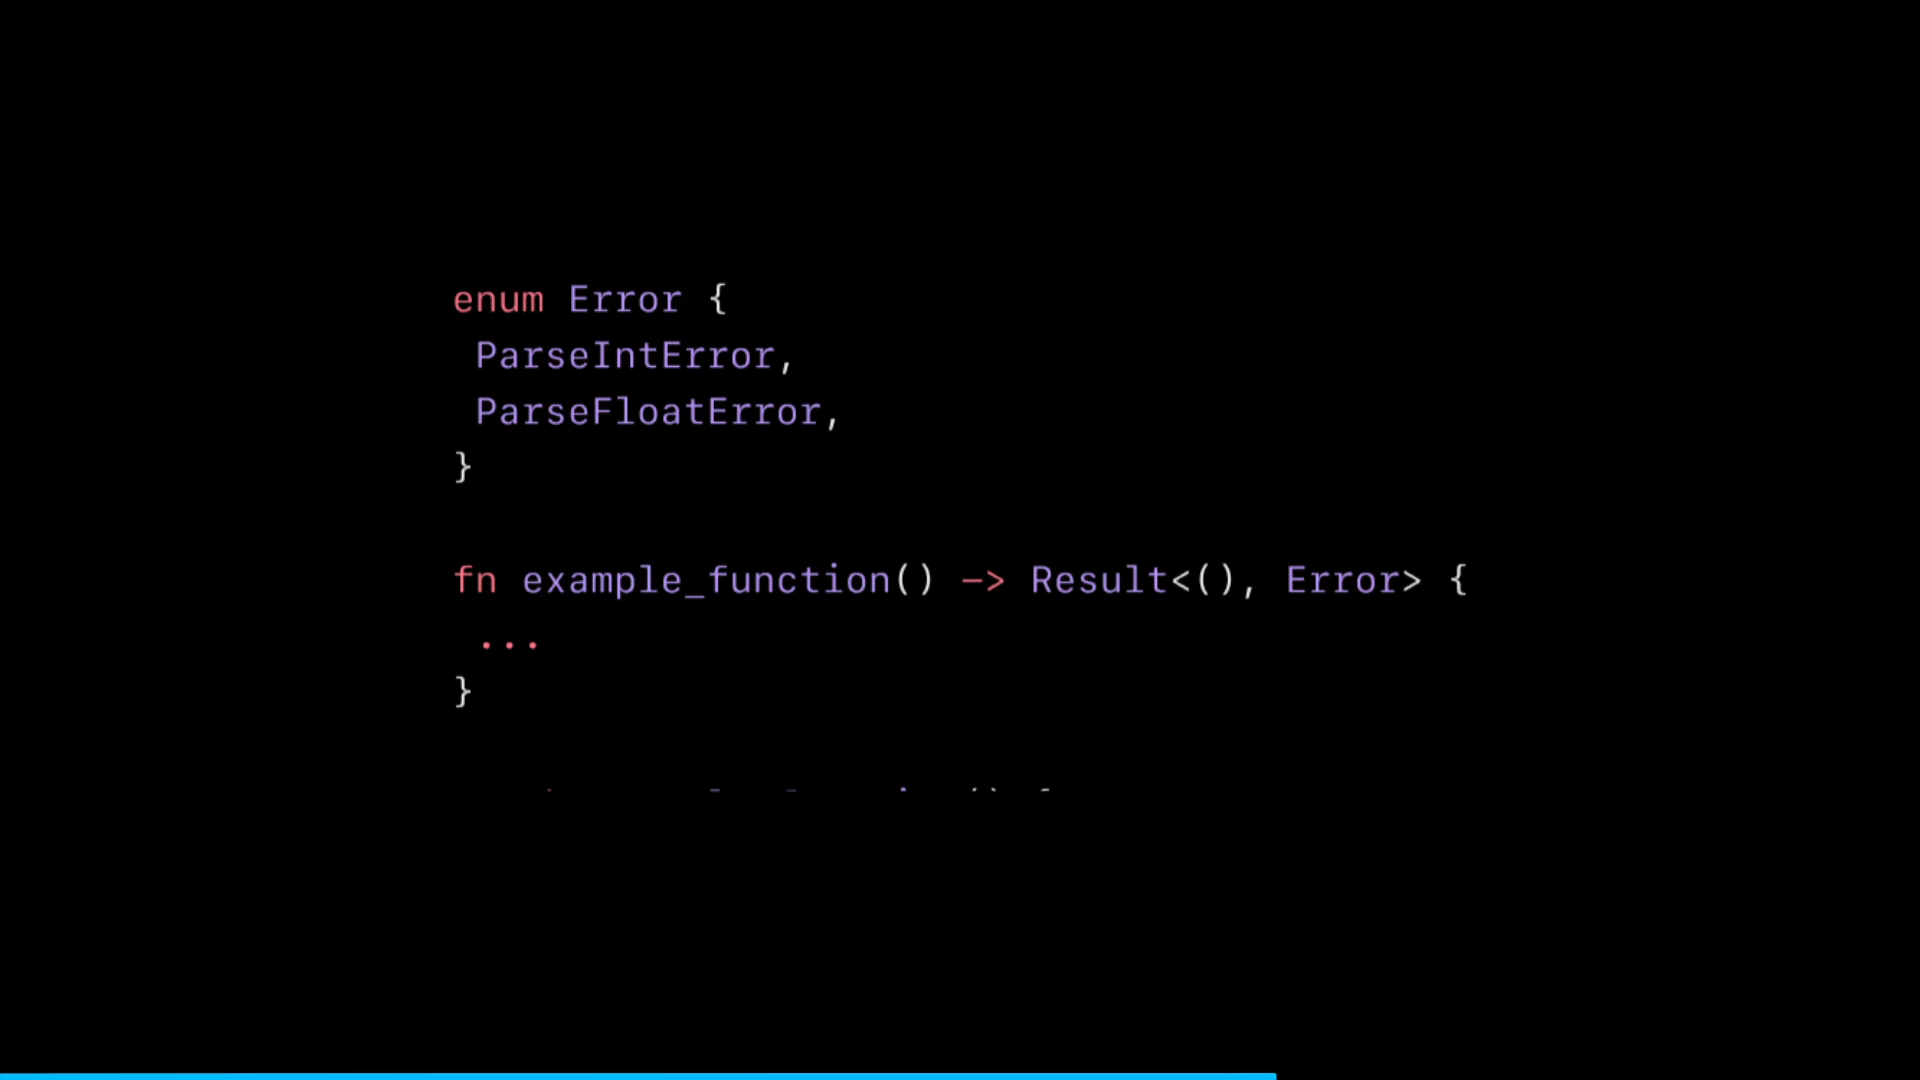 enum Error {
 ParseIntError,
 ParseFloatError,
}
fn example_function() -> Result<(), Error> {
 ...
}